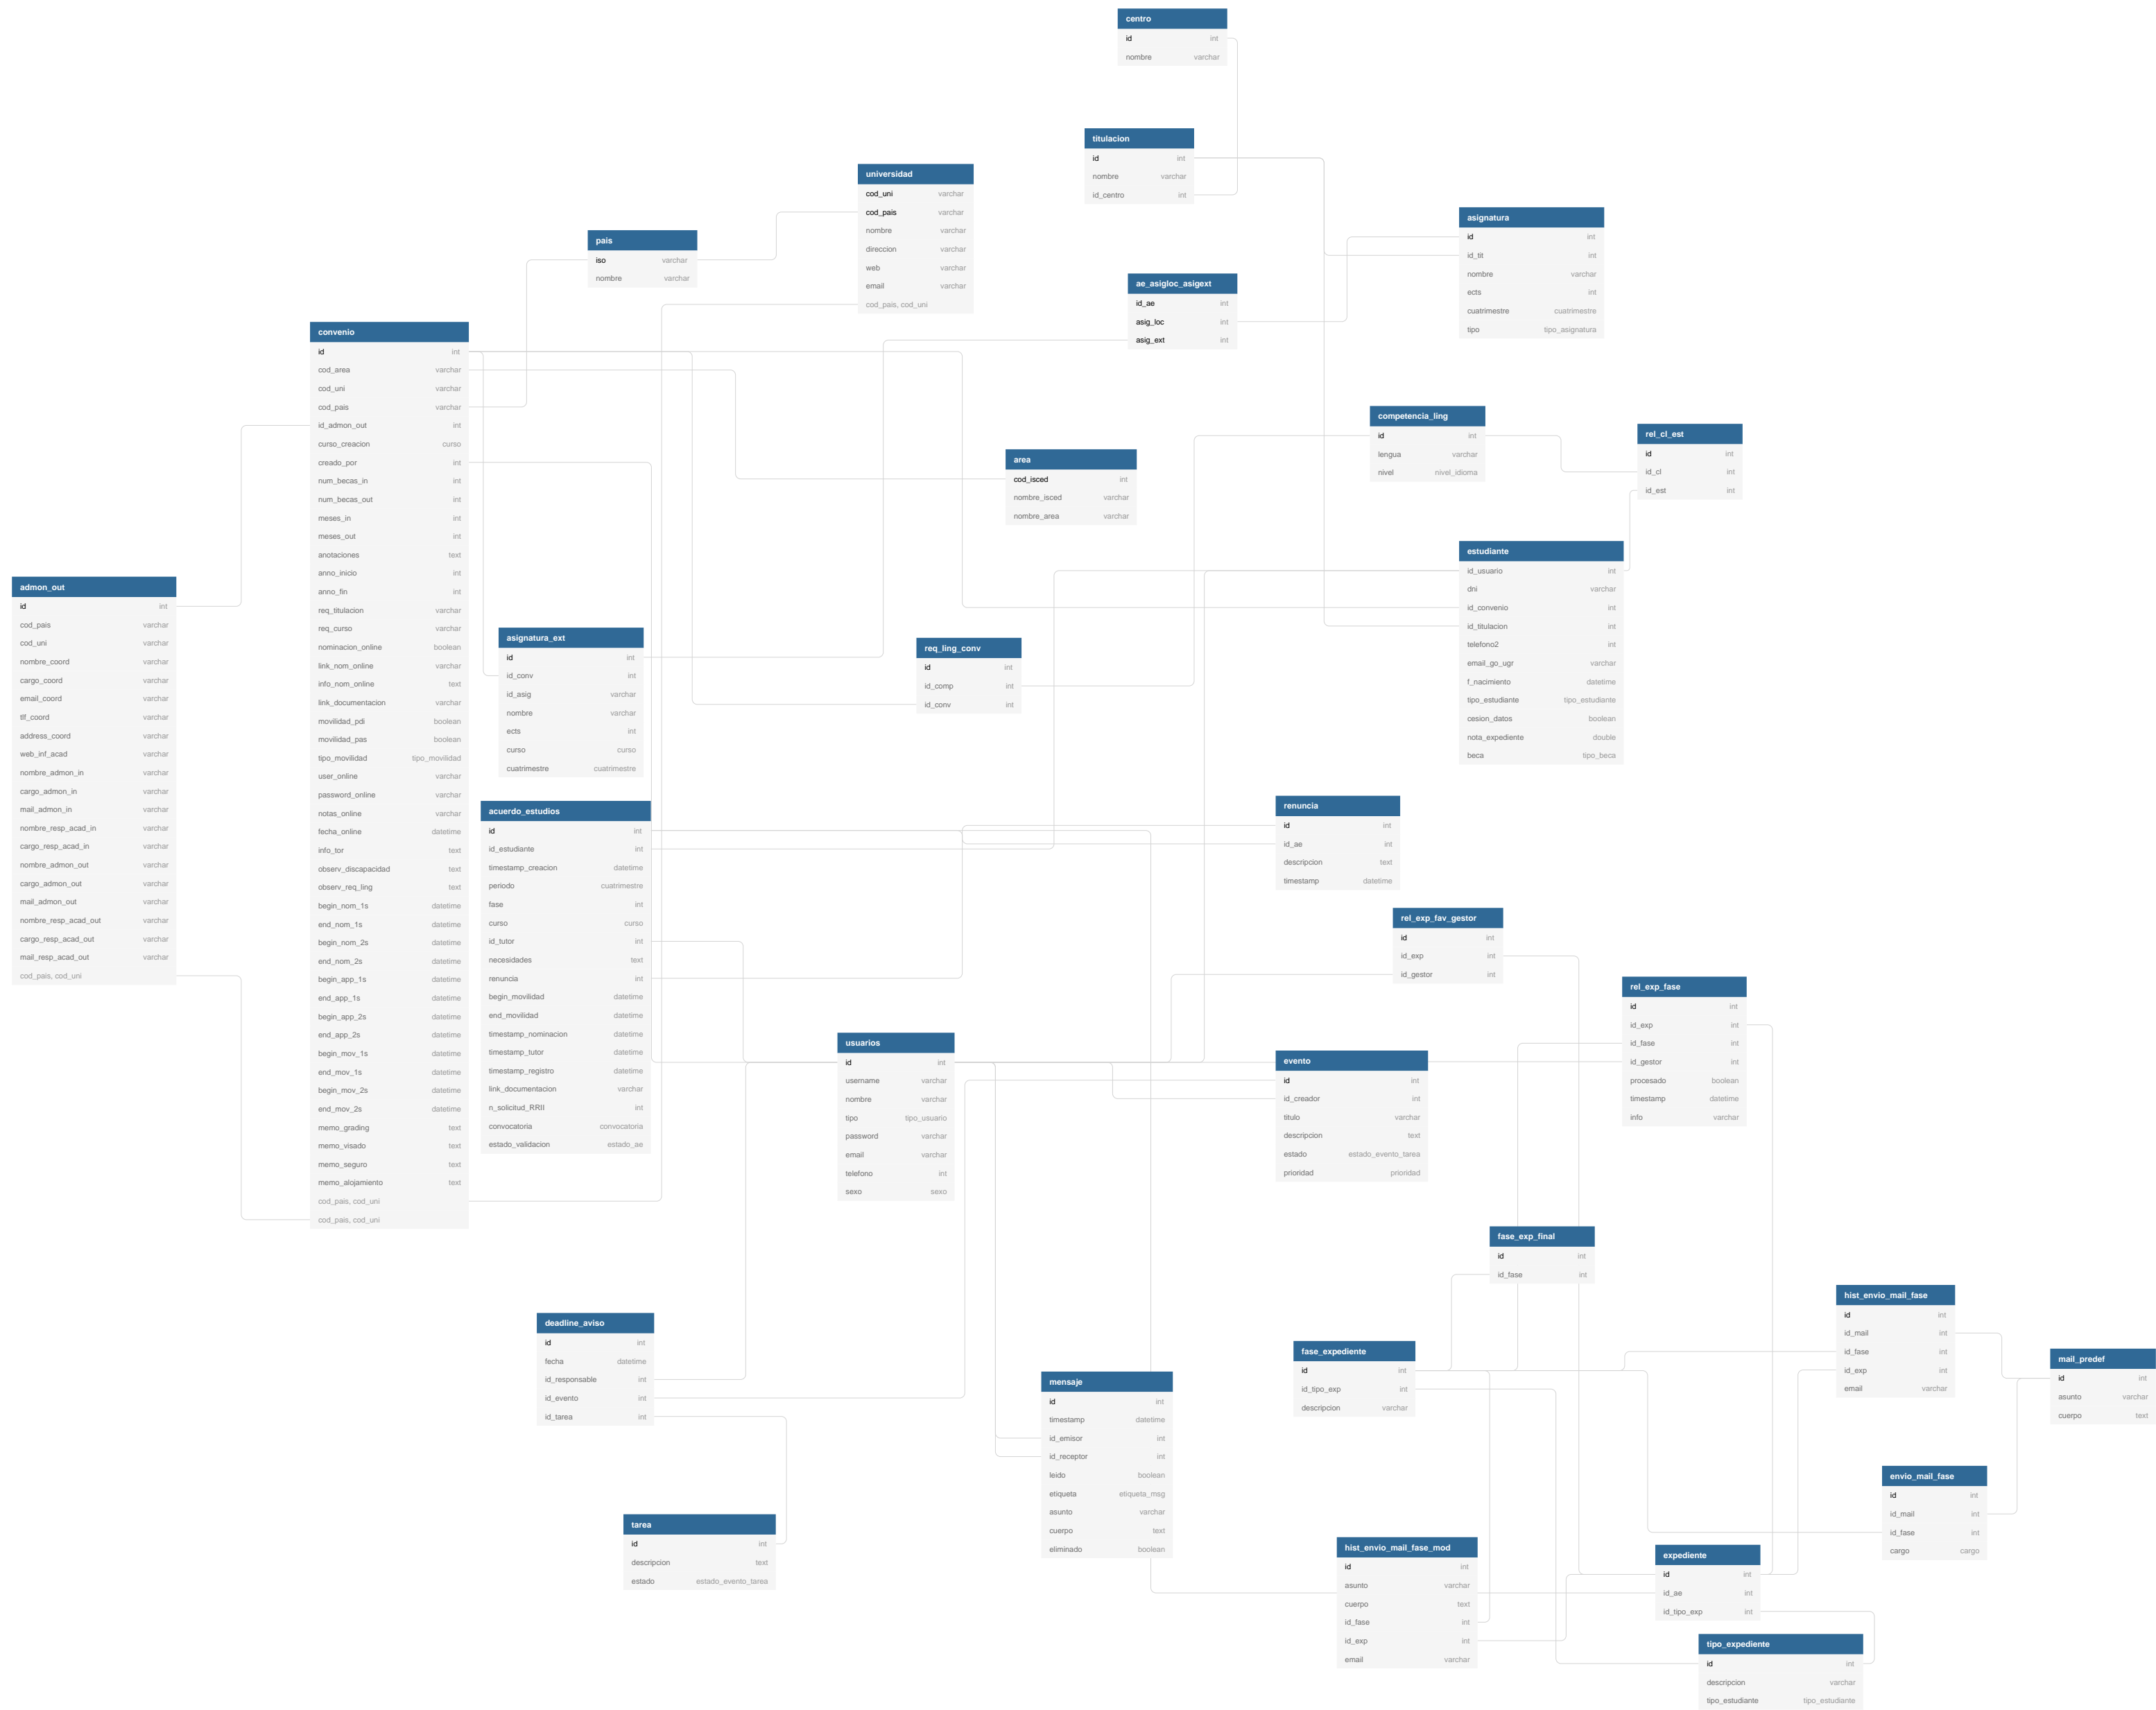 centro
id int
nombre varchar
titulacion
id int
nombre varchar
id_centro int
universidad
cod_uni varchar
cod_pais varchar
nombre varchar
direccion varchar
web varchar
email varchar
cod_pais, cod_uni
asignatura
id int
id_tit int
nombre varchar
ects int
cuatrimestre cuatrimestre
tipo tipo_asignatura
pais
iso varchar
nombre varchar
ae_asigloc_asigext
id_ae int
asig_loc int
asig_ext int
convenio
id int
cod_area varchar
cod_uni varchar
cod_pais varchar
id_admon_out int
curso_creacion curso
creado_por int
num_becas_in int
num_becas_out int
meses_in int
meses_out int
anotaciones text
anno_inicio int
anno_fin int
req_titulacion varchar
req_curso varchar
nominacion_online boolean
link_nom_online varchar
info_nom_online text
link_documentacion varchar
movilidad_pdi boolean
movilidad_pas boolean
tipo_movilidad tipo_movilidad
user_online varchar
password_online varchar
notas_online varchar
fecha_online datetime
info_tor text
observ_discapacidad text
observ_req_ling text
begin_nom_1s datetime
end_nom_1s datetime
begin_nom_2s datetime
end_nom_2s datetime
begin_app_1s datetime
end_app_1s datetime
begin_app_2s datetime
end_app_2s datetime
begin_mov_1s datetime
end_mov_1s datetime
begin_mov_2s datetime
end_mov_2s datetime
memo_grading text
memo_visado text
memo_seguro text
memo_alojamiento text
cod_pais, cod_uni
cod_pais, cod_uni
competencia_ling
id int
lengua varchar
nivel nivel_idioma
rel_cl_est
id int
id_cl int
id_est int
area
cod_isced int
nombre_isced varchar
nombre_area varchar
estudiante
id_usuario int
dni varchar
id_convenio int
id_titulacion int
telefono2 int
email_go_ugr varchar
f_nacimiento datetime
tipo_estudiante tipo_estudiante
cesion_datos boolean
nota_expediente double
beca tipo_beca
admon_out
id int
cod_pais varchar
cod_uni varchar
nombre_coord varchar
cargo_coord varchar
email_coord varchar
tlf_coord varchar
address_coord varchar
web_inf_acad varchar
nombre_admon_in varchar
cargo_admon_in varchar
mail_admon_in varchar
nombre_resp_acad_in varchar
cargo_resp_acad_in varchar
nombre_admon_out varchar
cargo_admon_out varchar
mail_admon_out varchar
nombre_resp_acad_out varchar
cargo_resp_acad_out varchar
mail_resp_acad_out varchar
cod_pais, cod_uni
asignatura_ext
id int
id_conv int
id_asig varchar
nombre varchar
ects int
curso curso
cuatrimestre cuatrimestre
req_ling_conv
id int
id_comp int
id_conv int
acuerdo_estudios
id int
id_estudiante int
timestamp_creacion datetime
periodo cuatrimestre
fase int
curso curso
id_tutor int
necesidades text
renuncia int
begin_movilidad datetime
end_movilidad datetime
timestamp_nominacion datetime
timestamp_tutor datetime
timestamp_registro datetime
link_documentacion varchar
n_solicitud_RRII int
convocatoria convocatoria
estado_validacion estado_ae
renuncia
id int
id_ae int
descripcion text
timestamp datetime
rel_exp_fav_gestor
id int
id_exp int
id_gestor int
rel_exp_fase
id int
id_exp int
id_fase int
id_gestor int
procesado boolean
timestamp datetime
info varchar
usuarios
id int
username varchar
nombre varchar
tipo tipo_usuario
password varchar
email varchar
telefono int
sexo sexo
evento
id int
id_creador int
titulo varchar
descripcion text
estado estado_evento_tarea
prioridad prioridad
fase_exp_final
id int
id_fase int
hist_envio_mail_fase
id int
id_mail int
id_fase int
id_exp int
email varchar
deadline_aviso
id int
fecha datetime
id_responsable int
id_evento int
id_tarea int
fase_expediente
id int
id_tipo_exp int
descripcion varchar
mail_predef
id int
asunto varchar
cuerpo text
mensaje
id int
timestamp datetime
id_emisor int
id_receptor int
leido boolean
etiqueta etiqueta_msg
asunto varchar
cuerpo text
eliminado boolean
envio_mail_fase
id int
id_mail int
id_fase int
cargo cargo
tarea
id int
descripcion text
estado estado_evento_tarea
hist_envio_mail_fase_mod
id int
asunto varchar
cuerpo text
id_fase int
id_exp int
email varchar
expediente
id int
id_ae int
id_tipo_exp int
tipo_expediente
id int
descripcion varchar
tipo_estudiante tipo_estudiante